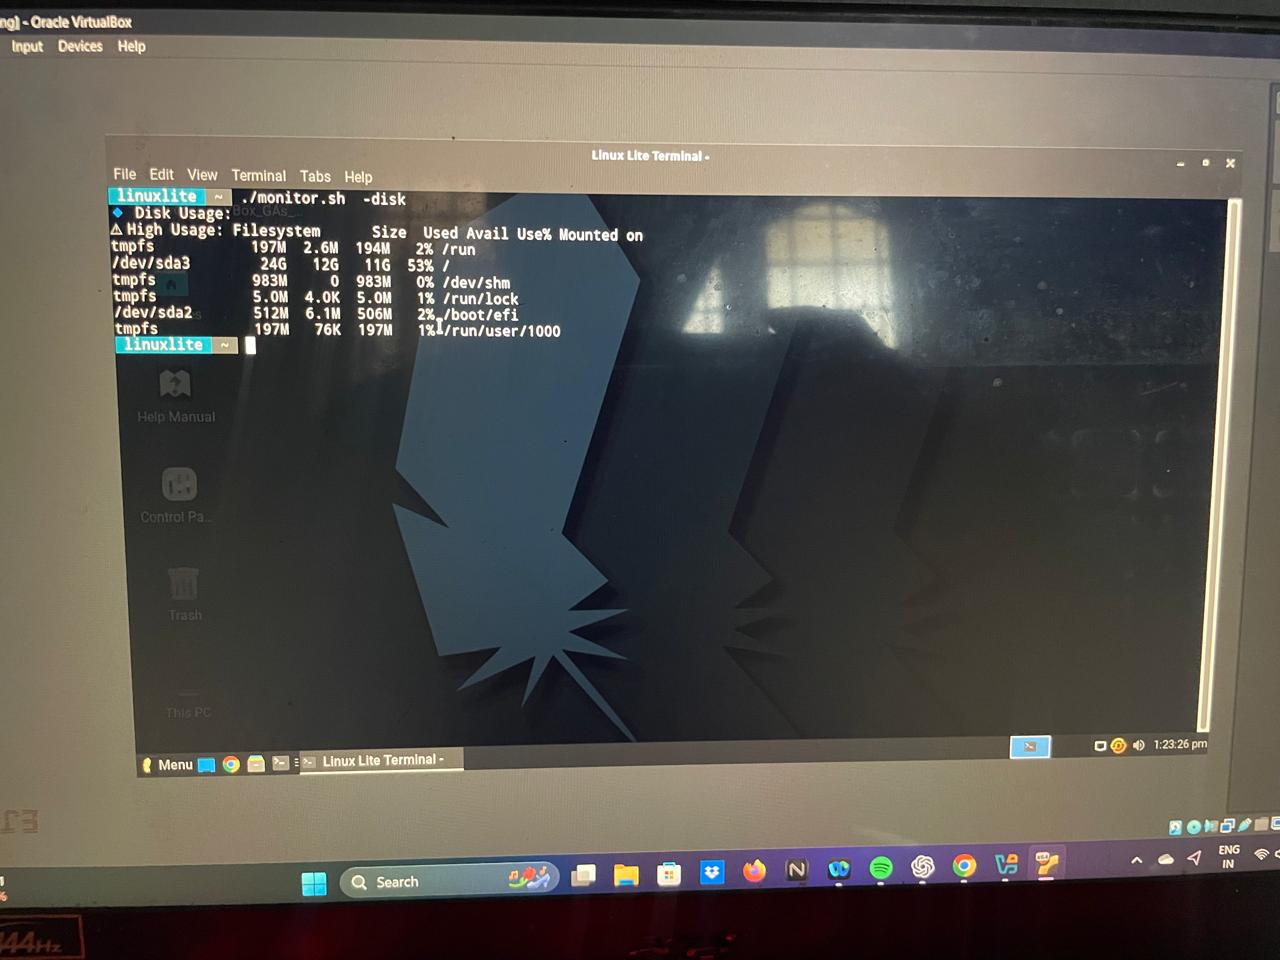 ng] - Oracle VirtualBox
Input Devices Help
Linux Lite Terminal -
File Edit View Terminal Tabs Help
linuxlite ~ ./monitor.sh -disk
Disk Usage:
⚠ High Usage: Filesystem Size Used Avail Use% Mounted on
tmpfs 197M 2.6M 194M 2% /run
/dev/sda3 24G 12G 11G 53% /
tmpfs 983M 0 983M 0% /dev/shm
tmpfs 5.0M 4.0K 5.0M 1% /run/lock
/dev/sda2 512M 6.1M 506M 2% /boot/efi
tmpfs 197M 76K 197M 1% /run/user/1000
linuxlite ~
Help Manual
Control Pa...
Trash
This PC
Menu Linux Lite Terminal - 1:23:26 pm
Search ENG
IN
144Hz